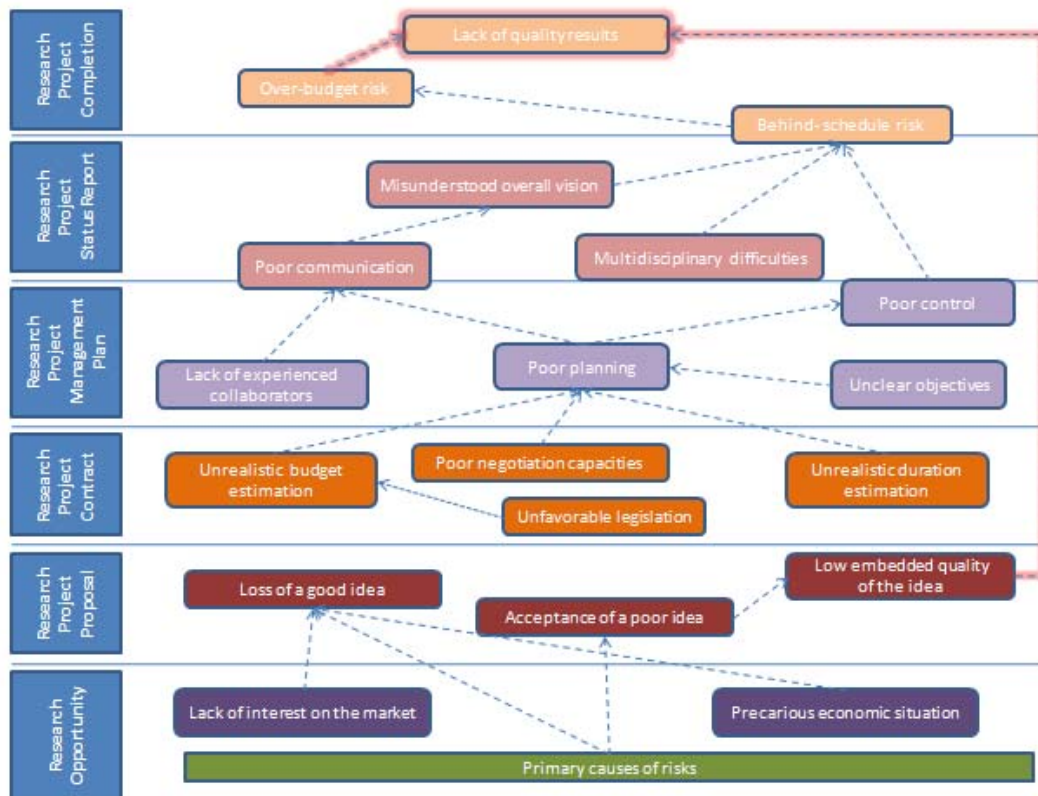 Research
Project
Completion
Lack of quality results
Over-budget risk
Behind- schedule risk
Research
Project
Status Report
Misunderstood overall vision
Poor communication
Multidisciplinary difficulties
Research
Project
Management
Plan
Poor control
Lack of experienced
collaborators
Poor planning
Unclear objectives
Research
Project
Contract
Unrealistic budget
estimation
Poor negotiation capacities
Unrealistic duration
estimation
Unfavorable legislation
Research
Project
Proposal
Loss of a good idea
Acceptance of a poor idea
Low embedded quality
of the idea
Research
Opportunity
Lack of interest on the market
Precarious economic situation
Primary causes of risks